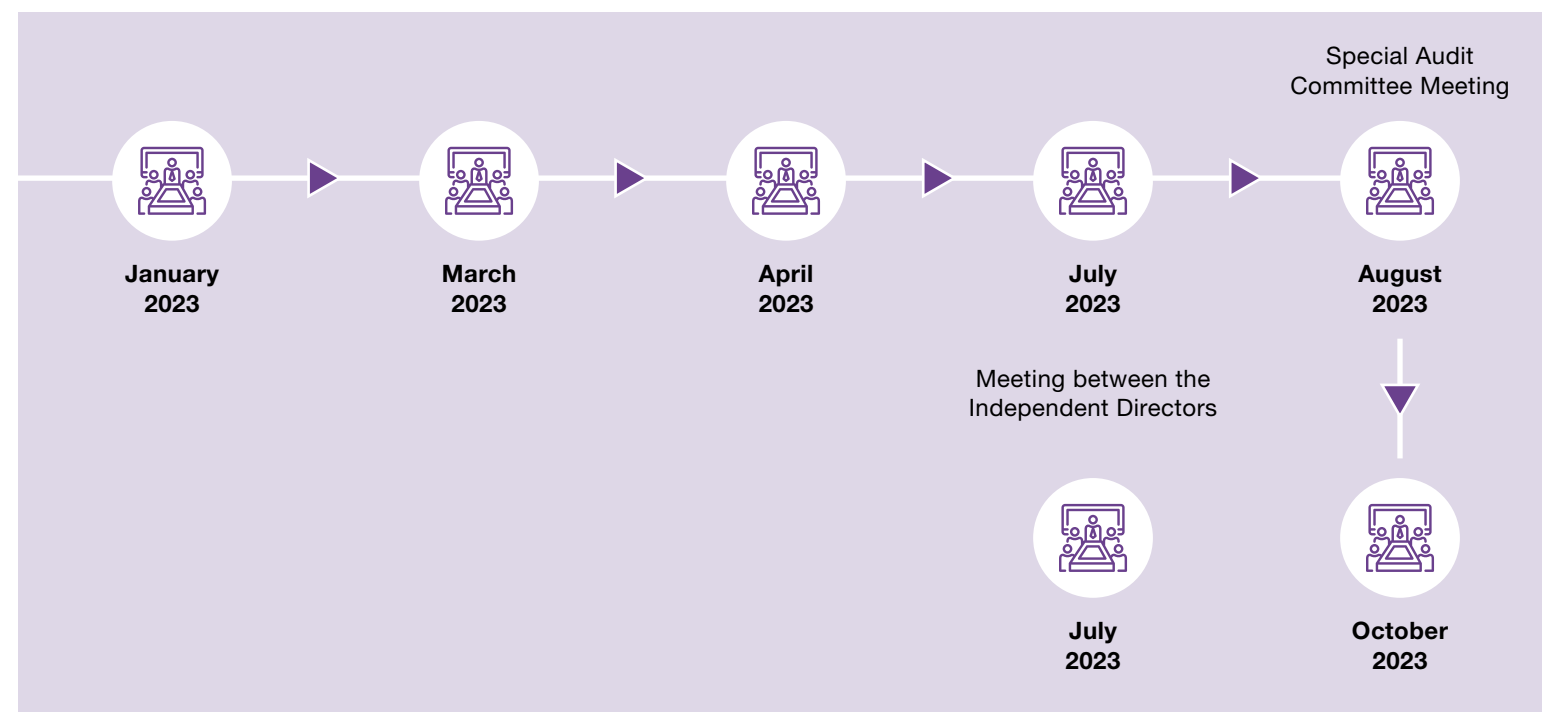 Special Audit
Committee Meeting
January
2023
March
2023
April
2023
July
2023
August
2023
Meeting between the
Independent Directors
July
2023
October
2023